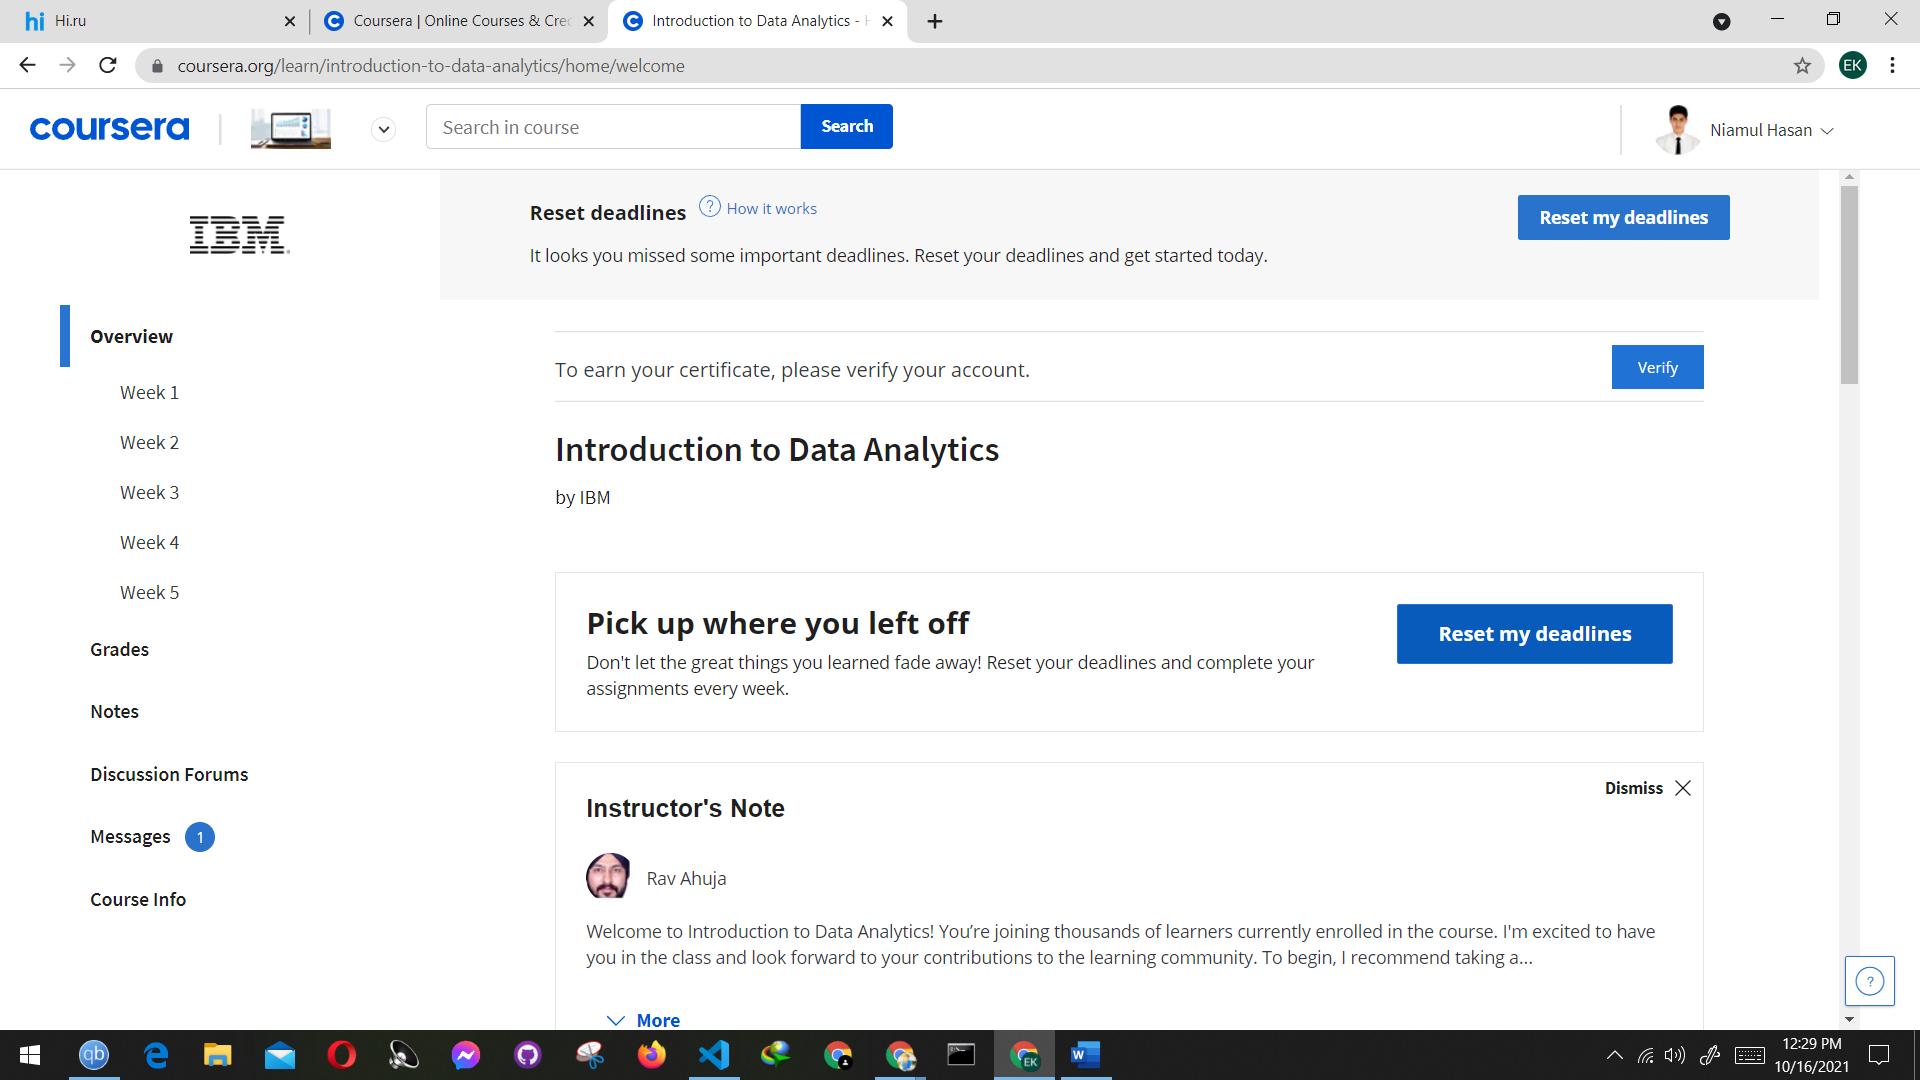 hi Hi.ru
Coursera | Online Courses & Cre
Introduction to Data Analytics -
coursera.org/learn/introduction-to-data-analytics/home/welcome
EK
coursera
Search in course
Search
Niamul Hasan
IBM
Reset deadlines ? How it works
Reset my deadlines
It looks you missed some important deadlines. Reset your deadlines and get started today.
Overview
Week 1
Week 2
Week 3
Week 4
Week 5
Grades
Notes
Discussion Forums
Messages 1
Course Info
To earn your certificate, please verify your account.
Verify
Introduction to Data Analytics
by IBM
Pick up where you left off
Reset my deadlines
Don't let the great things you learned fade away! Reset your deadlines and complete your
assignments every week.
Dismiss
Instructor's Note
Rav Ahuja
Welcome to Introduction to Data Analytics! You’re joining thousands of learners currently enrolled in the course. I'm excited to have
you in the class and look forward to your contributions to the learning community. To begin, I recommend taking a...
More
?
qb
EK
W
12:29 PM
10/16/2021